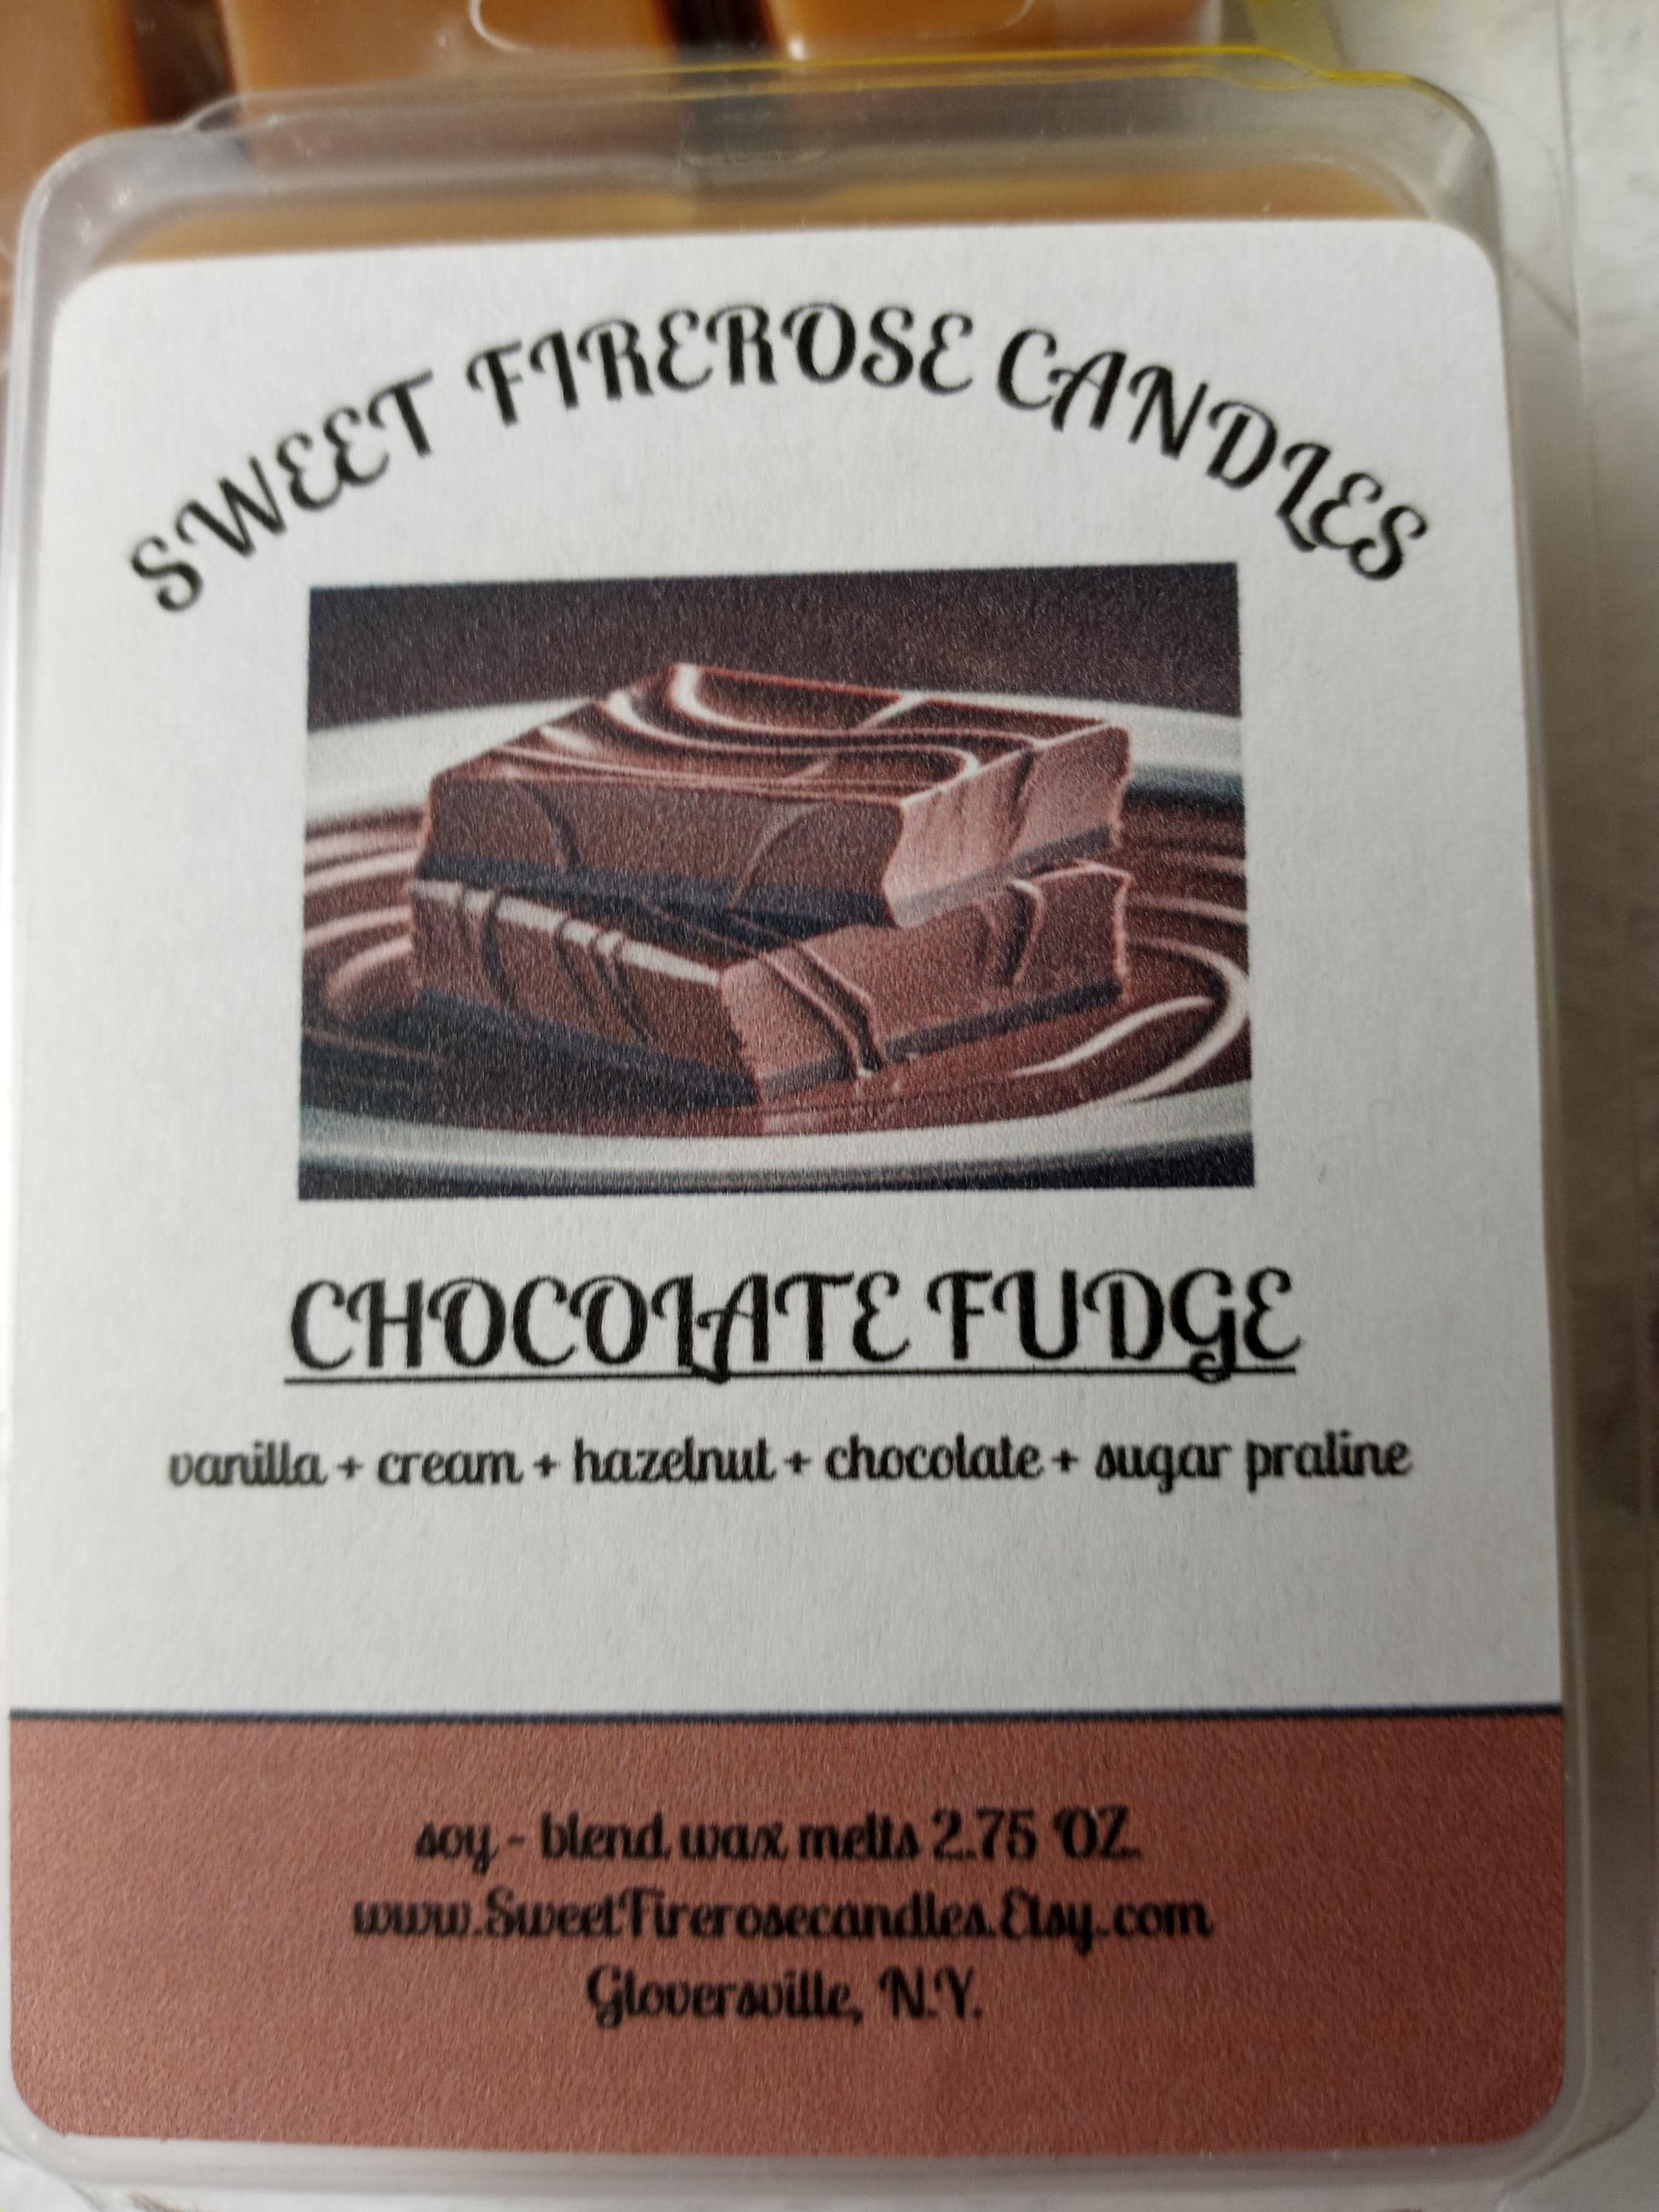 SWEET FIREROSE CANDLES
CHOCOLATE FUDGE
vanilla + cream + hazelnut + chocolate + sugar praline
soy - blend wax melts 2.75 OZ.
www.SweetFirerosecandles.Etsy.com
Gloversville, N.Y.